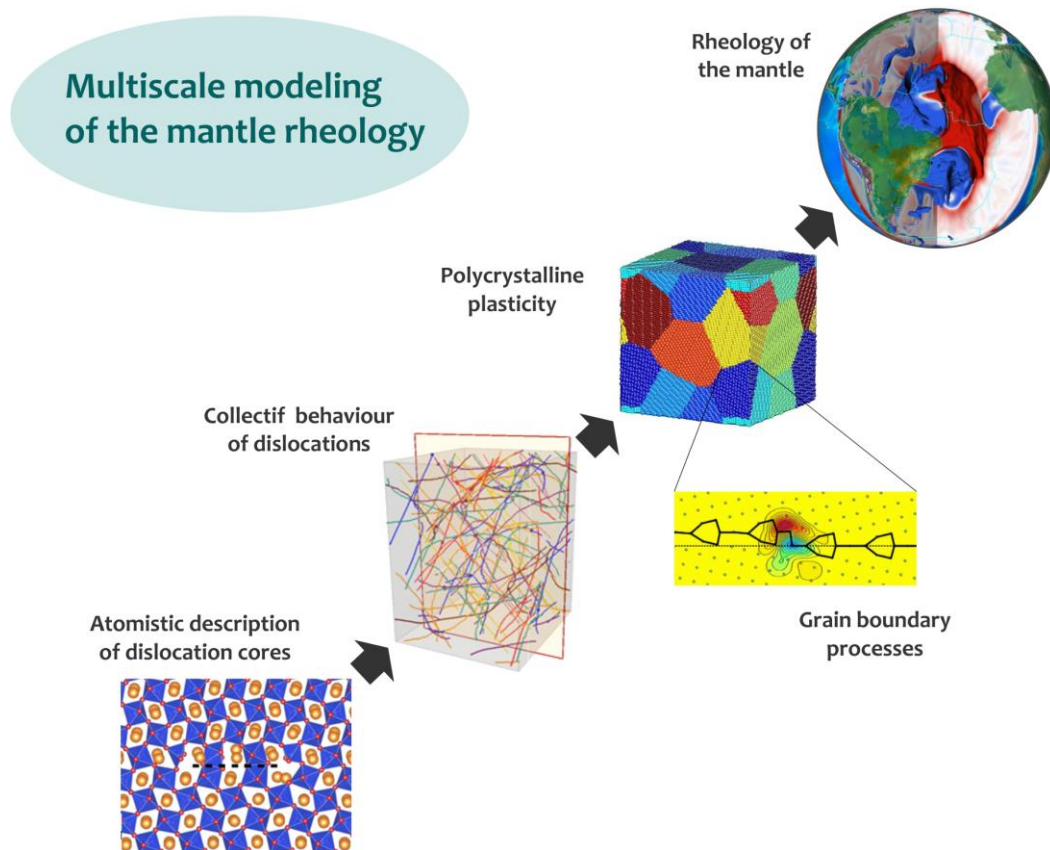 Multiscale modeling
of the mantle rheology
Rheology of
the mantle
Polycrystalline
plasticity
Collectif behaviour
of dislocations
Grain boundary
processes
Atomistic description
of dislocation cores